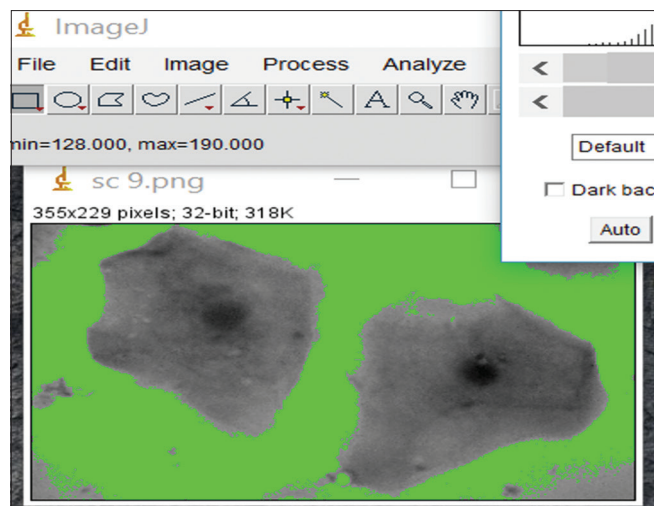 ImageJ
File Edit Image Process Analyze
min=128.000, max=190.000
sc 9.png
355x229 pixels; 32-bit; 318K
Default
Dark bac
Auto